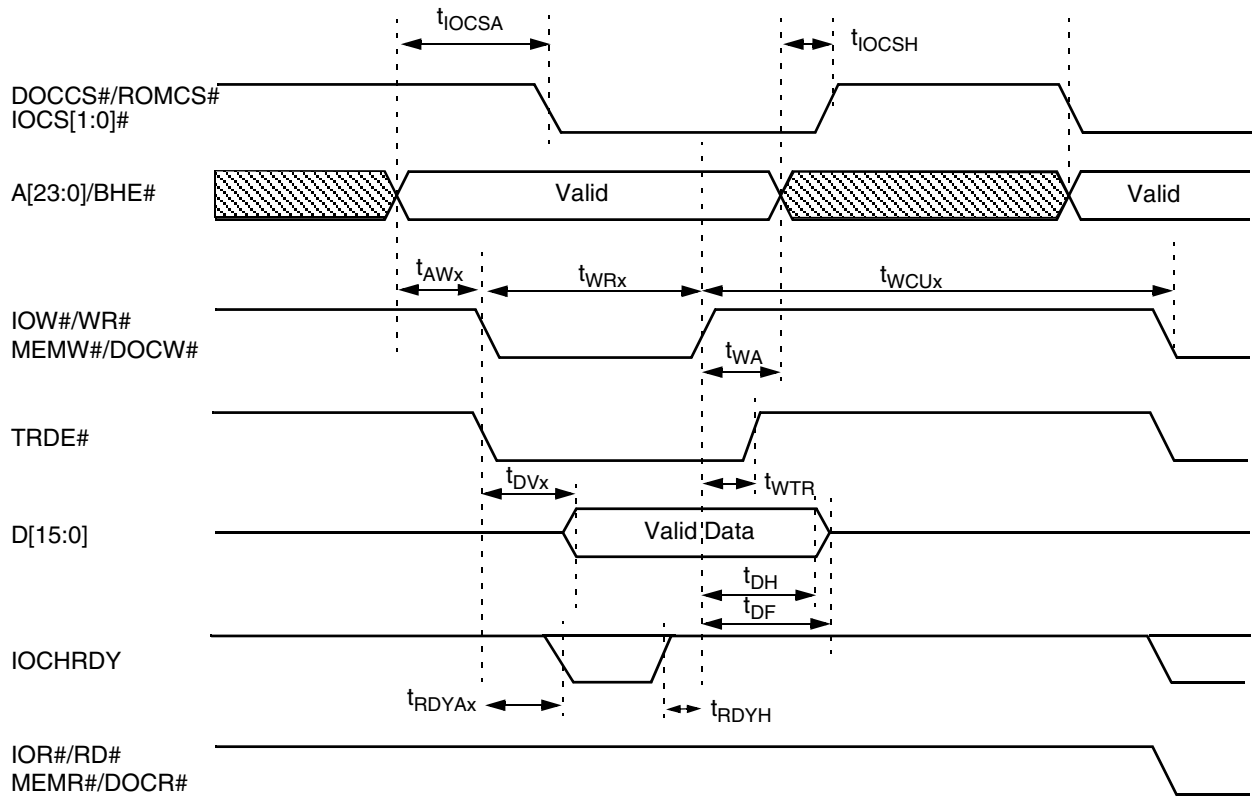 tIOCSA
tIOCSH
DOCCS#/ROMCS#
IOCS[1:0]#
A[23:0]/BHE#
Valid
Valid
tAWx
tWRx
tWCUx
IOW#/WR#
MEMW#/DOCW#
tWA
TRDE#
tDVx
tWTR
D[15:0]
Valid Data
tDH
tDF
IOCHRDY
tRDYAx
tRDYH
IOR#/RD#
MEMR#/DOCR#